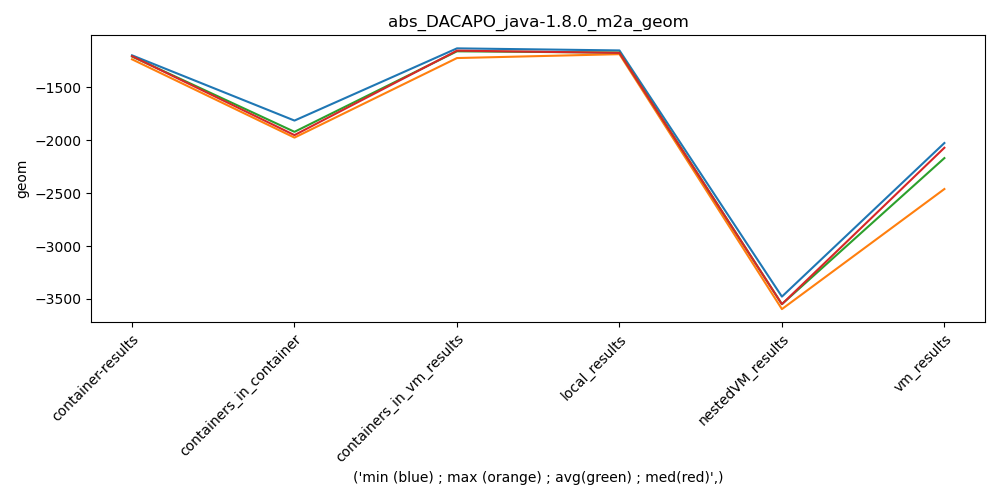 abs_DACAPO_java-1.8.0_m2a_geom
geom
−1500
−2000
−2500
−3000
−3500
container-results
containers_in_container
containers_in_vm_results
local_results
nestedVM_results
vm_results
('min (blue) ; max (orange) ; avg(green) ; med(red)',)